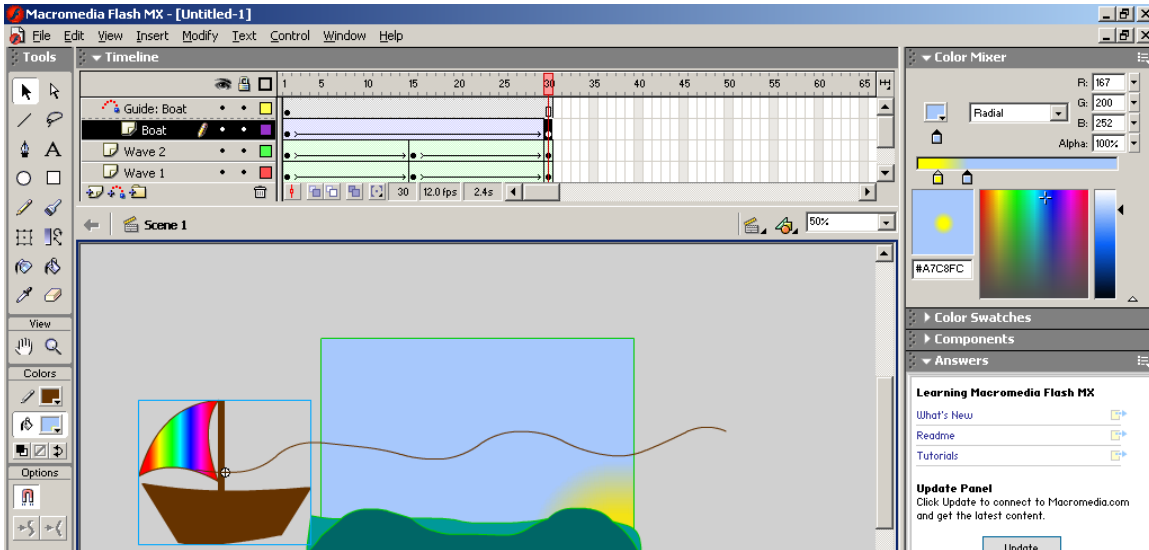 Macromedia Flash MX - [Untitled-1]
File Edit View Insert Modify Text Control Window Help
Tools
Timeline
1 5 10 15 20 25 30 35 40 45 50 55 60 65
Guide: Boat
Boat
Wave 2
Wave 1
30 12.0 fps 2.4s
Scene 1
50%
View
Colors
Options
Color Mixer
R: 167
Radial
G: 200
B: 252
Alpha: 100%
#A7C8FC
Color Swatches
Components
Answers
Learning Macromedia Flash MX
What's New
Readme
Tutorials
Update Panel
Click Update to connect to Macromedia.com
and get the latest content.
Update